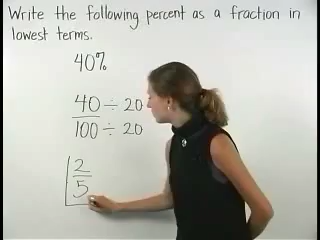 Write the following percent as a fraction in
lowest terms.
40%
40 ÷ 20
100 ÷ 20
2
5